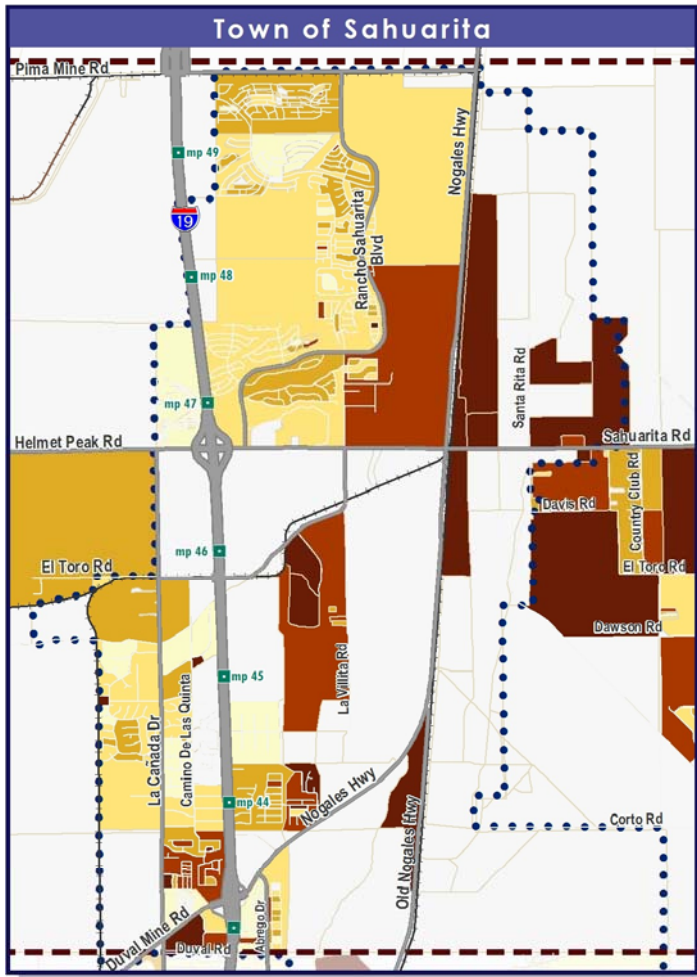 Town of Sahuarita
Pima Mine Rd
mp 49
Nogales Hwy
19
Rancho Sahuarita
Blvd
mp 48
Santa Rita Rd
mp 47
Helmet Peak Rd
Sahuarita Rd
Country Club Rd
Davis Rd
mp 46
El Toro Rd
El Toro Rd
Dawson Rd
La Villita Rd
mp 45
Camino De Las Quinta
La Cañada Dr
mp 44
Nogales Hwy
Corto Rd
Old Nogales Hwy
Abrego Dr
Duval Mine Rd
Duval Rd